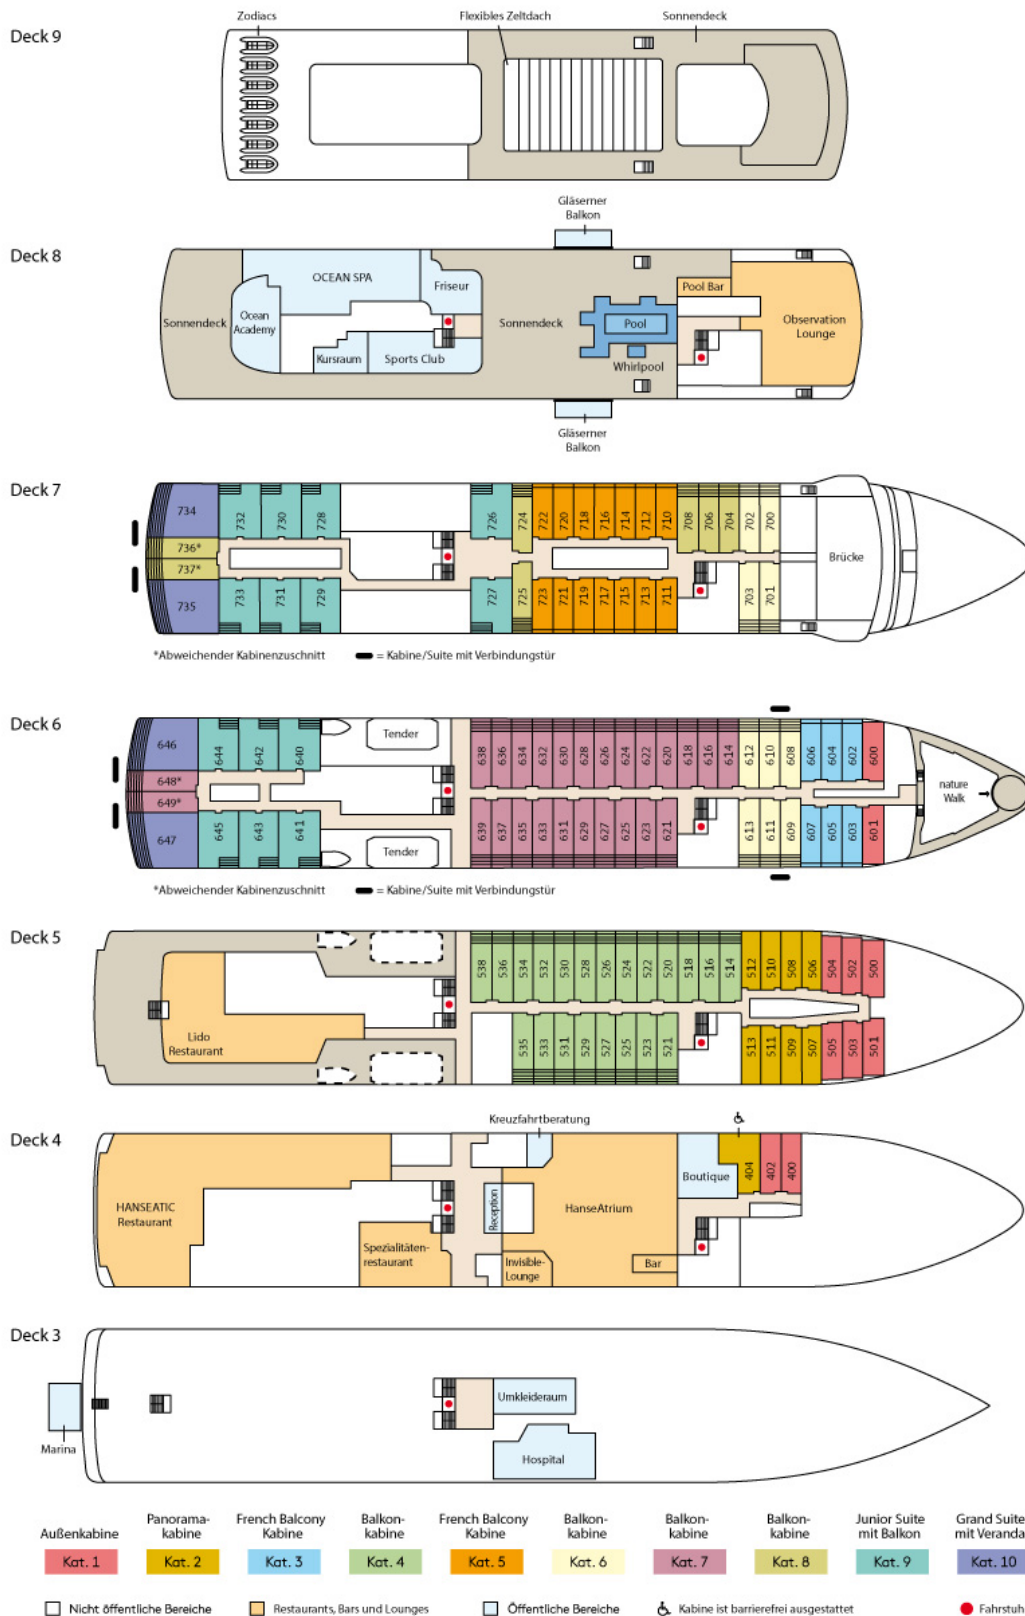 Zodiacs
Flexibles Zeltdach
Sonnendeck
Deck 9
Gläserner
Balkon
Deck 8
OCEAN SPA
Friseur
Pool Bar
Sonnendeck
Ocean
Academy
Sonnendeck
Pool
Observation
Lounge
Kursraum
Sports Club
Whirlpool
Gläserner
Balkon
Deck 7
734
732
730
728
726
724
722
720
718
716
714
712
710
708
706
704
702
700
736*
737*
Brücke
735
733
731
729
727
725
723
721
719
717
715
713
711
703
701
*Abweichender Kabinenzuschnitt
= Kabine/Suite mit Verbindungstür
Deck 6
646
644
642
640
Tender
638
636
634
632
630
628
626
624
622
620
618
616
614
612
610
608
606
604
602
600
648*
649*
nature
Walk
647
645
643
641
Tender
639
637
635
633
631
629
627
625
623
621
613
611
609
607
605
603
601
*Abweichender Kabinenzuschnitt
= Kabine/Suite mit Verbindungstür
Deck 5
538
536
534
532
530
528
526
524
522
520
518
516
514
512
510
508
506
504
502
500
Lido
Restaurant
535
533
531
529
527
525
523
521
513
511
509
507
505
503
501
Kreuzfahrtberatung
Deck 4
HANSEATIC
Restaurant
Reception
HanseAtrium
Boutique
404
402
400
Spezialitäten-
restaurant
Invisible-
Lounge
Bar
Deck 3
Umkleideraum
Marina
Hospital
Außenkabine
Kat. 1
Panorama-
kabine
Kat. 2
French Balcony
Kabine
Kat. 3
Balkon-
kabine
Kat. 4
French Balcony
Kabine
Kat. 5
Balkon-
kabine
Kat. 6
Balkon-
kabine
Kat. 7
Balkon-
kabine
Kat. 8
Junior Suite
mit Balkon
Kat. 9
Grand Suite
mit Veranda
Kat. 10
Nicht öffentliche Bereiche
Restaurants, Bars und Lounges
Öffentliche Bereiche
Kabine ist barrierefrei ausgestattet
Fahrstuh